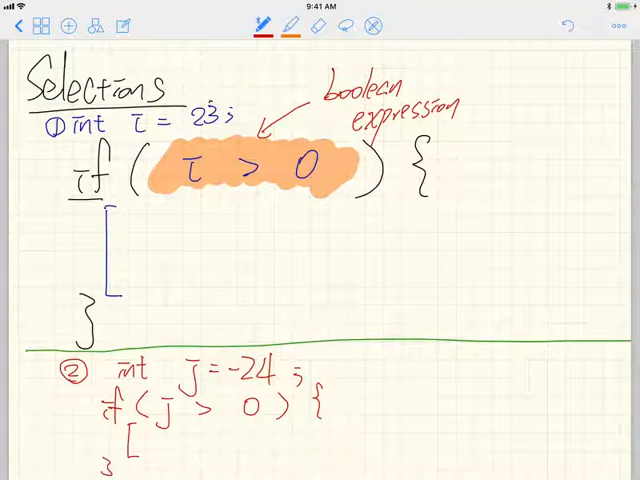 9:41 AM
Selections
boolean
expression
① int i = 23;
if ( i > 0 ) {
}
② int j = -24 ;
if ( j > 0 ) {
}